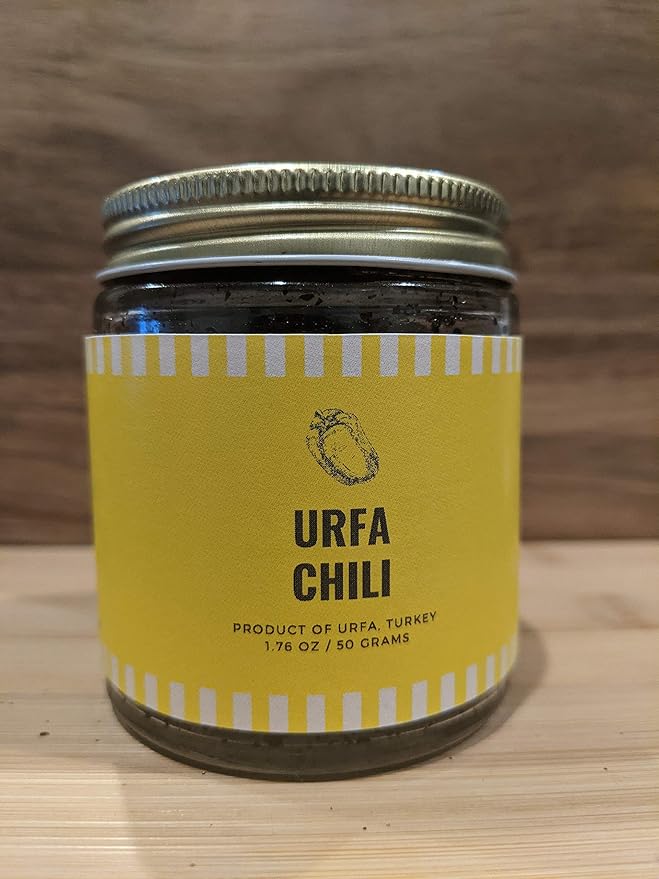 URFA
CHILI
PRODUCT OF URFA, TURKEY
1.76 OZ / 50 GRAMS